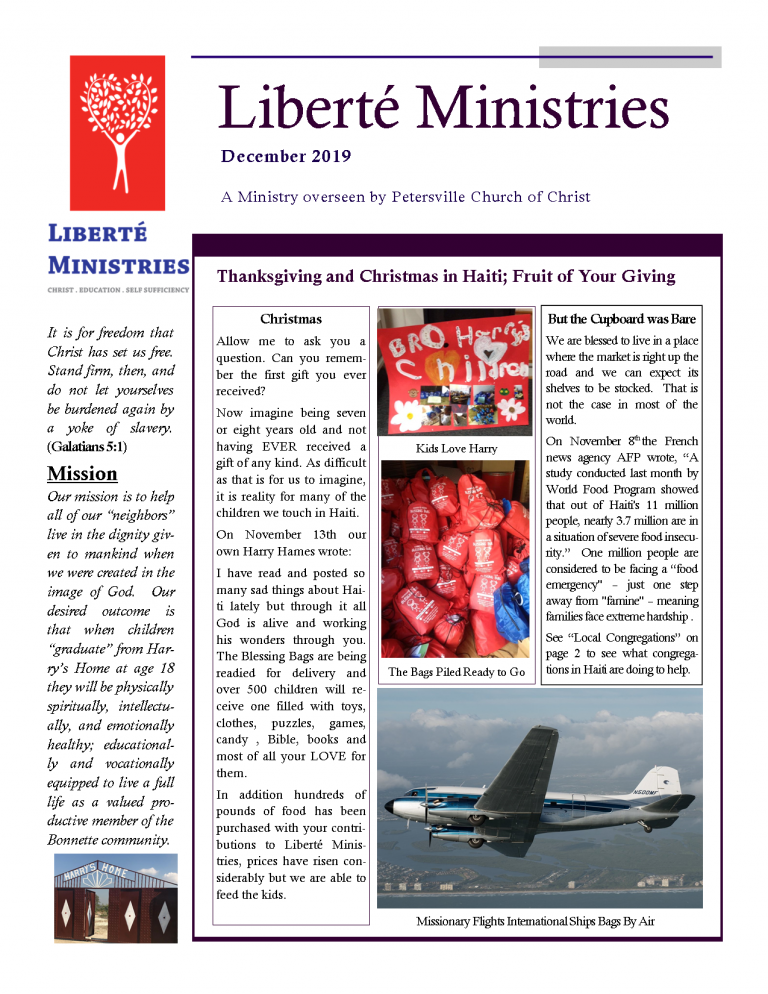 Liberté Ministries
December 2019
A Ministry overseen by Petersville Church of Christ
LIBERTÉ
MINISTRIES
CHRIST . EDUCATION . SELF SUFFICIENCY
It is for freedom that
Christ has set us free.
Stand firm, then, and
do not let yourselves
be burdened again by
a yoke of slavery.
(Galatians 5:1)
Mission
Our mission is to help
all of our “neighbors”
live in the dignity giv-
en to mankind when
we were created in the
image of God. Our
desired outcome is
that when children
“graduate” from Har-
ry’s Home at age 18
they will be physically
spiritually, intellectu-
ally, and emotionally
healthy; educational-
ly and vocationally
equipped to live a full
life as a valued pro-
ductive member of the
Bonnette community.
HARRY'S HOME
Thanksgiving and Christmas in Haiti; Fruit of Your Giving
Christmas
Allow me to ask you a
question. Can you remem-
ber the first gift you ever
received?
Now imagine being seven
or eight years old and not
having EVER received a
gift of any kind. As difficult
as that is for us to imagine,
it is reality for many of the
children we touch in Haiti.
On November 13th our
own Harry Hames wrote:
I have read and posted so
many sad things about Hai-
ti lately but through it all
God is alive and working
his wonders through you.
The Blessing Bags are being
readied for delivery and
over 500 children will re-
ceive one filled with toys,
clothes, puzzles, games,
candy , Bible, books and
most of all your LOVE for
them.
In addition hundreds of
pounds of food has been
purchased with your contri-
butions to Liberté Minis-
tries, prices have risen con-
siderably but we are able to
feed the kids.
BRO Harry's
Children
Kids Love Harry
The Bags Piled Ready to Go
But the Cupboard was Bare
We are blessed to live in a place
where the market is right up the
road and we can expect its
shelves to be stocked. That is
not the case in most of the
world.
On November 8th the French
news agency AFP wrote, “A
study conducted last month by
World Food Program showed
that out of Haiti's 11 million
people, nearly 3.7 million are in
a situation of severe food insecu-
rity.” One million people are
considered to be facing a “food
emergency" – just one step
away from "famine" – meaning
families face extreme hardship .
See “Local Congregations” on
page 2 to see what congrega-
tions in Haiti are doing to help.
N500MF
Missionary Flights International Ships Bags By Air